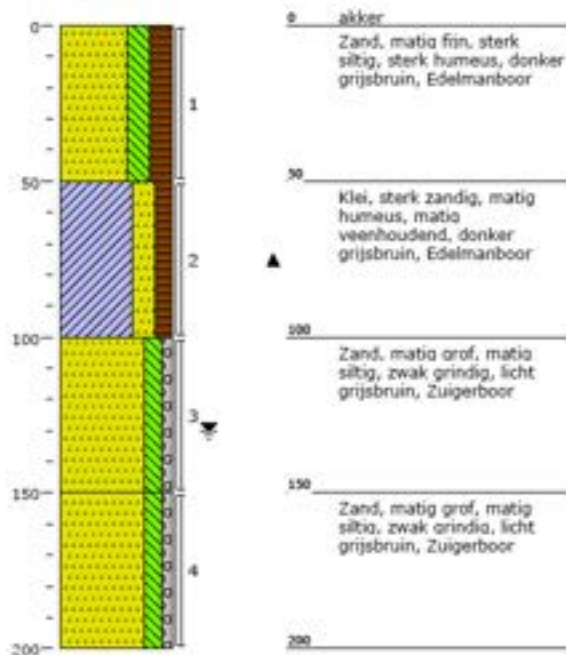 0
50
100
150
200
1
2
3
4
0 akker
Zand, matig fijn, sterk
siltig, sterk humeus, donker
grijsbruin, Edelmanboor
50
Klei, sterk zandig, matig
humeus, matig
veenhoudend, donker
grijsbruin, Edelmanboor
100
Zand, matig grof, matig
siltig, zwak grindig, licht
grijsbruin, Zuigerboor
150
Zand, matig grof, matig
siltig, zwak grindig, licht
grijsbruin, Zuigerboor
200